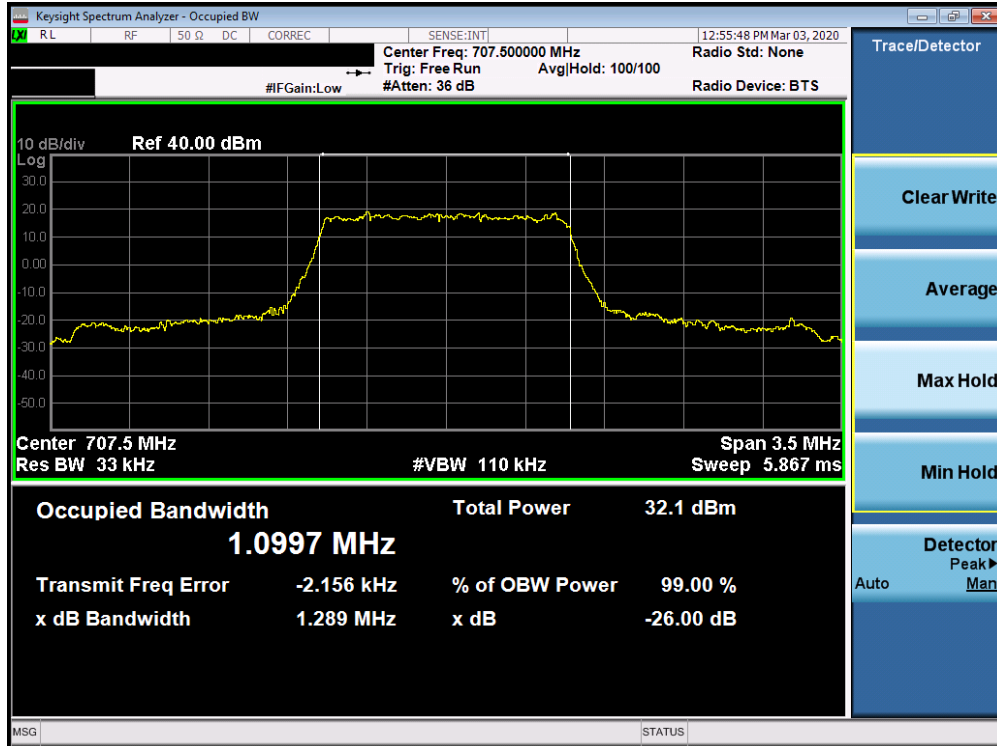 Keysight Spectrum Analyzer - Occupied BW
LXI RL RF 50 Ω DC CORREC SENSE:INT 12:55:48 PM Mar 03, 2020
Center Freq: 707.500000 MHz Radio Std: None
Trig: Free Run Avg|Hold: 100/100
#IFGain:Low #Atten: 36 dB Radio Device: BTS
Trace/Detector
10 dB/div Ref 40.00 dBm
Log
30.0
20.0
10.0
0.00
-10.0
-20.0
-30.0
-40.0
-50.0
Center 707.5 MHz Span 3.5 MHz
Res BW 33 kHz #VBW 110 kHz Sweep 5.867 ms
Occupied Bandwidth Total Power 32.1 dBm
1.0997 MHz
Transmit Freq Error -2.156 kHz % of OBW Power 99.00 %
x dB Bandwidth 1.289 MHz x dB -26.00 dB
Clear Write
Average
Max Hold
Min Hold
Detector
Peak▶
Auto Man
MSG STATUS